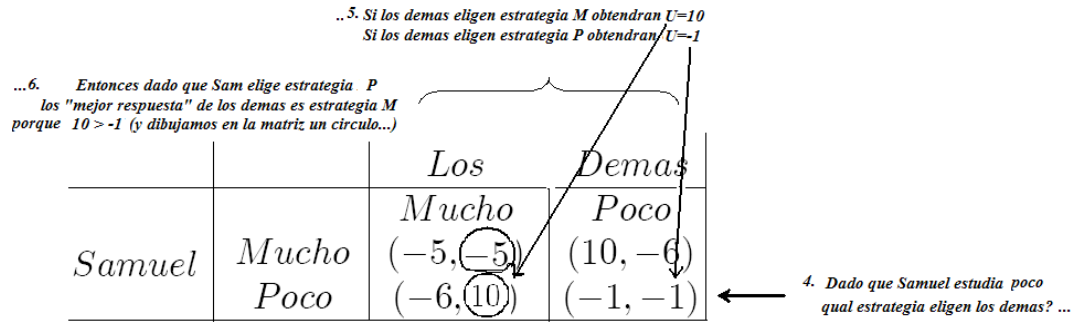 .. 5. Si los demas eligen estrategia M obtendran U=10
Si los demas eligen estrategia P obtendran U=-1
...6. Entonces dado que Sam elige estrategia P
los "mejor respuesta" de los demas es estrategia M
porque 10 > -1 (y dibujamos en la matriz un circulo...)
Los Demas
Mucho Poco
Samuel Mucho (-5,-5) (10,-6)
Poco (-6,10) (-1,-1)
4. Dado que Samuel estudia poco
qual estrategia eligen los demas? ...